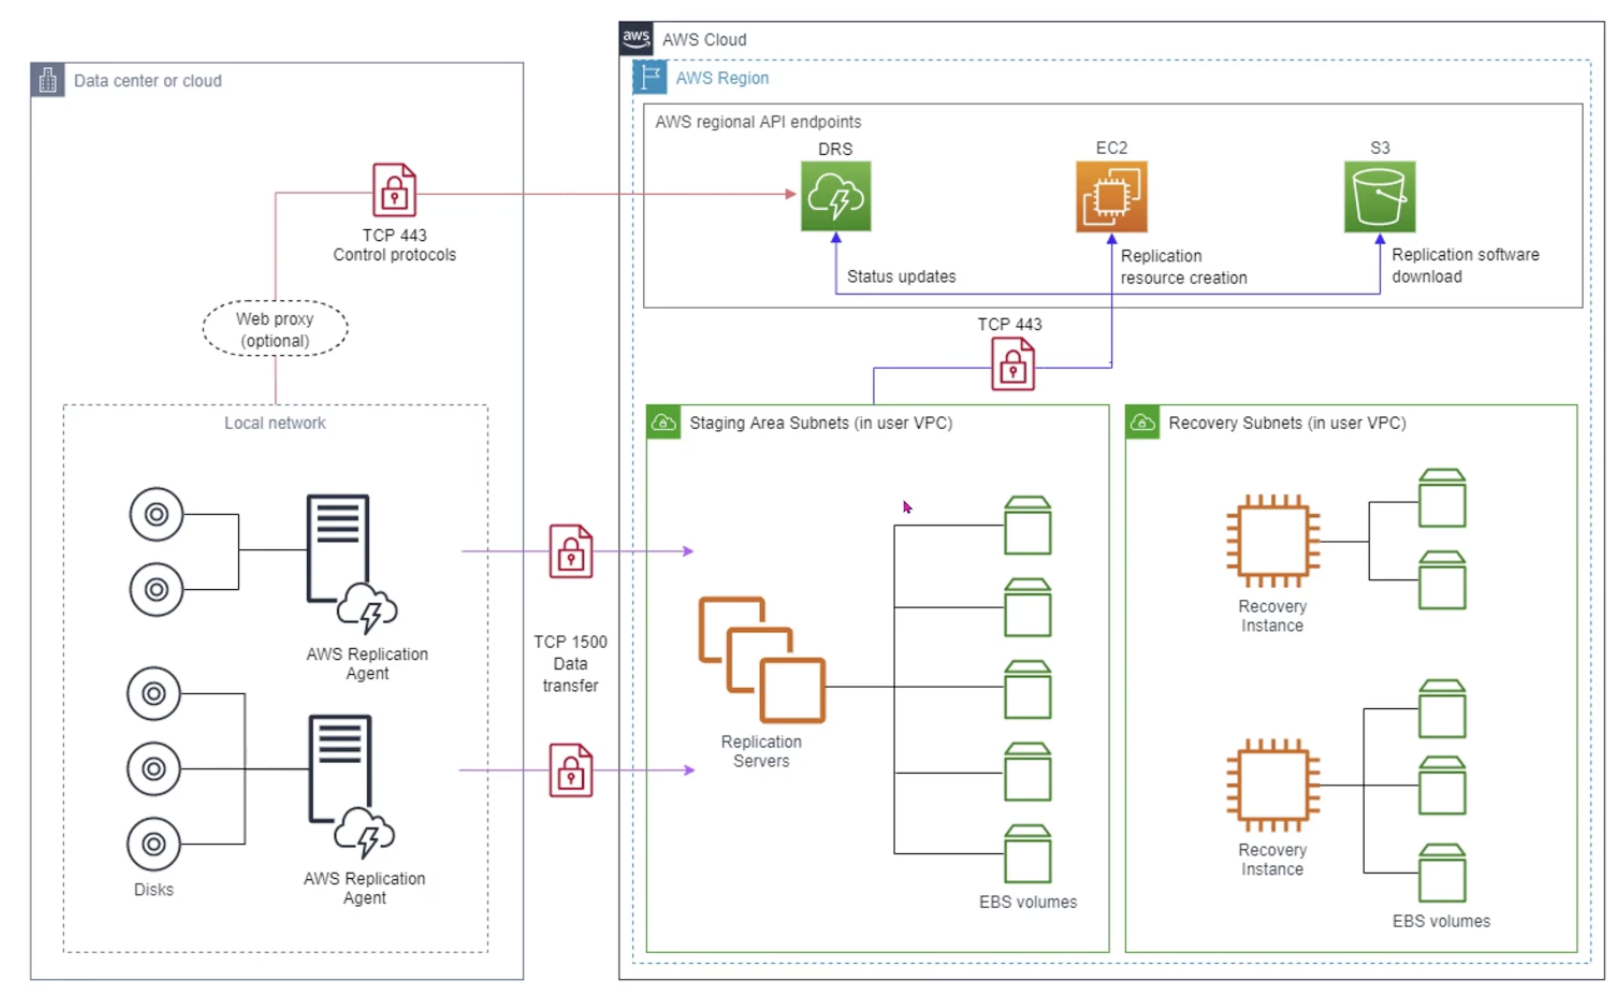 aws
AWS Cloud
Data center or cloud
AWS Region
AWS regional API endpoints
DRS
EC2
S3
TCP 443
Control protocols
Status updates
Replication
resource creation
Replication software
download
Web proxy
(optional)
TCP 443
Local network
Staging Area Subnets (in user VPC)
Recovery Subnets (in user VPC)
AWS Replication
Agent
TCP 1500
Data
transfer
Recovery
Instance
Replication
Servers
AWS Replication
Agent
Disks
EBS volumes
Recovery
Instance
EBS volumes